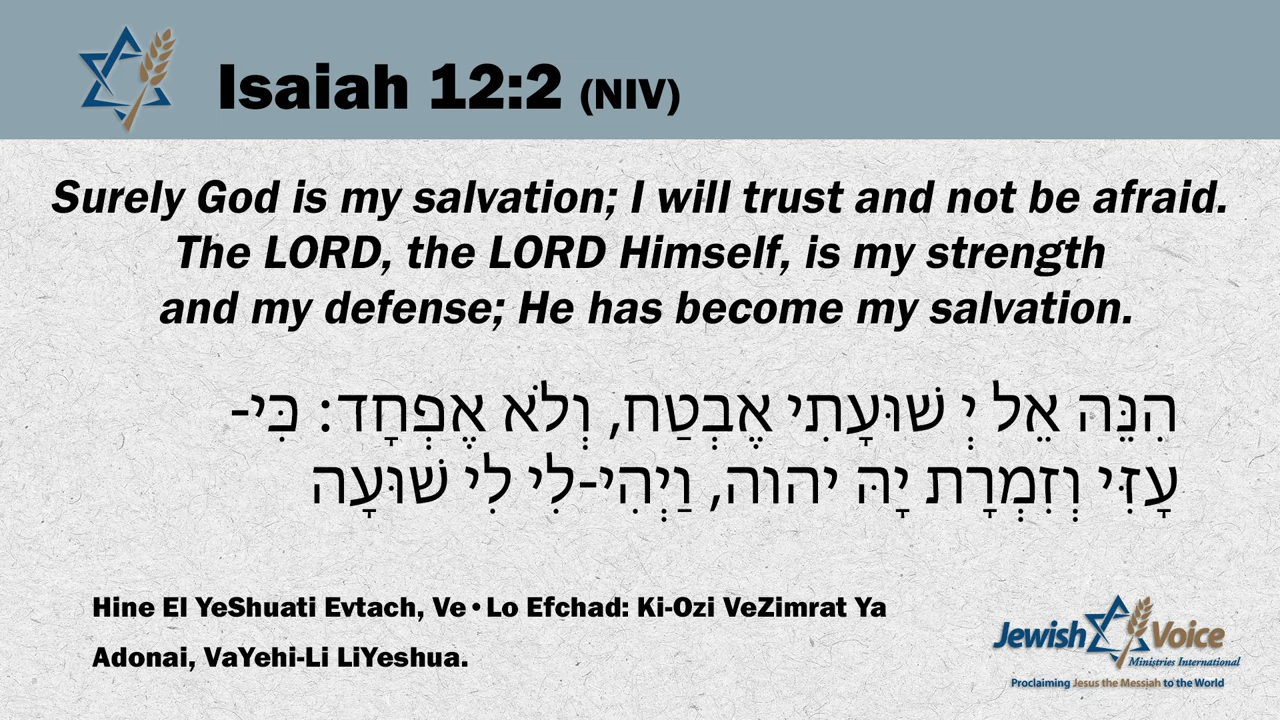 Isaiah 12:2 (NIV)
Surely God is my salvation; I will trust and not be afraid.
The LORD, the LORD Himself, is my strength
and my defense; He has become my salvation.
הִנֵּה אֵל יְ שׁוּעָתִי אֶבְטַח, וְלֹא אֶפְחָד: כִּי-
עָזִּי וְזִמְרָת יָהּ יהוה, וַיְהִי-לִי לִי שׁוּעָה
Hine El YeShuati Evtach, Ve•Lo Efchad: Ki-Ozi VeZimrat Ya
Adonai, VaYehi-Li LiYeshua.
Jewish Voice
Ministries International
Proclaiming Jesus the Messiah to the World